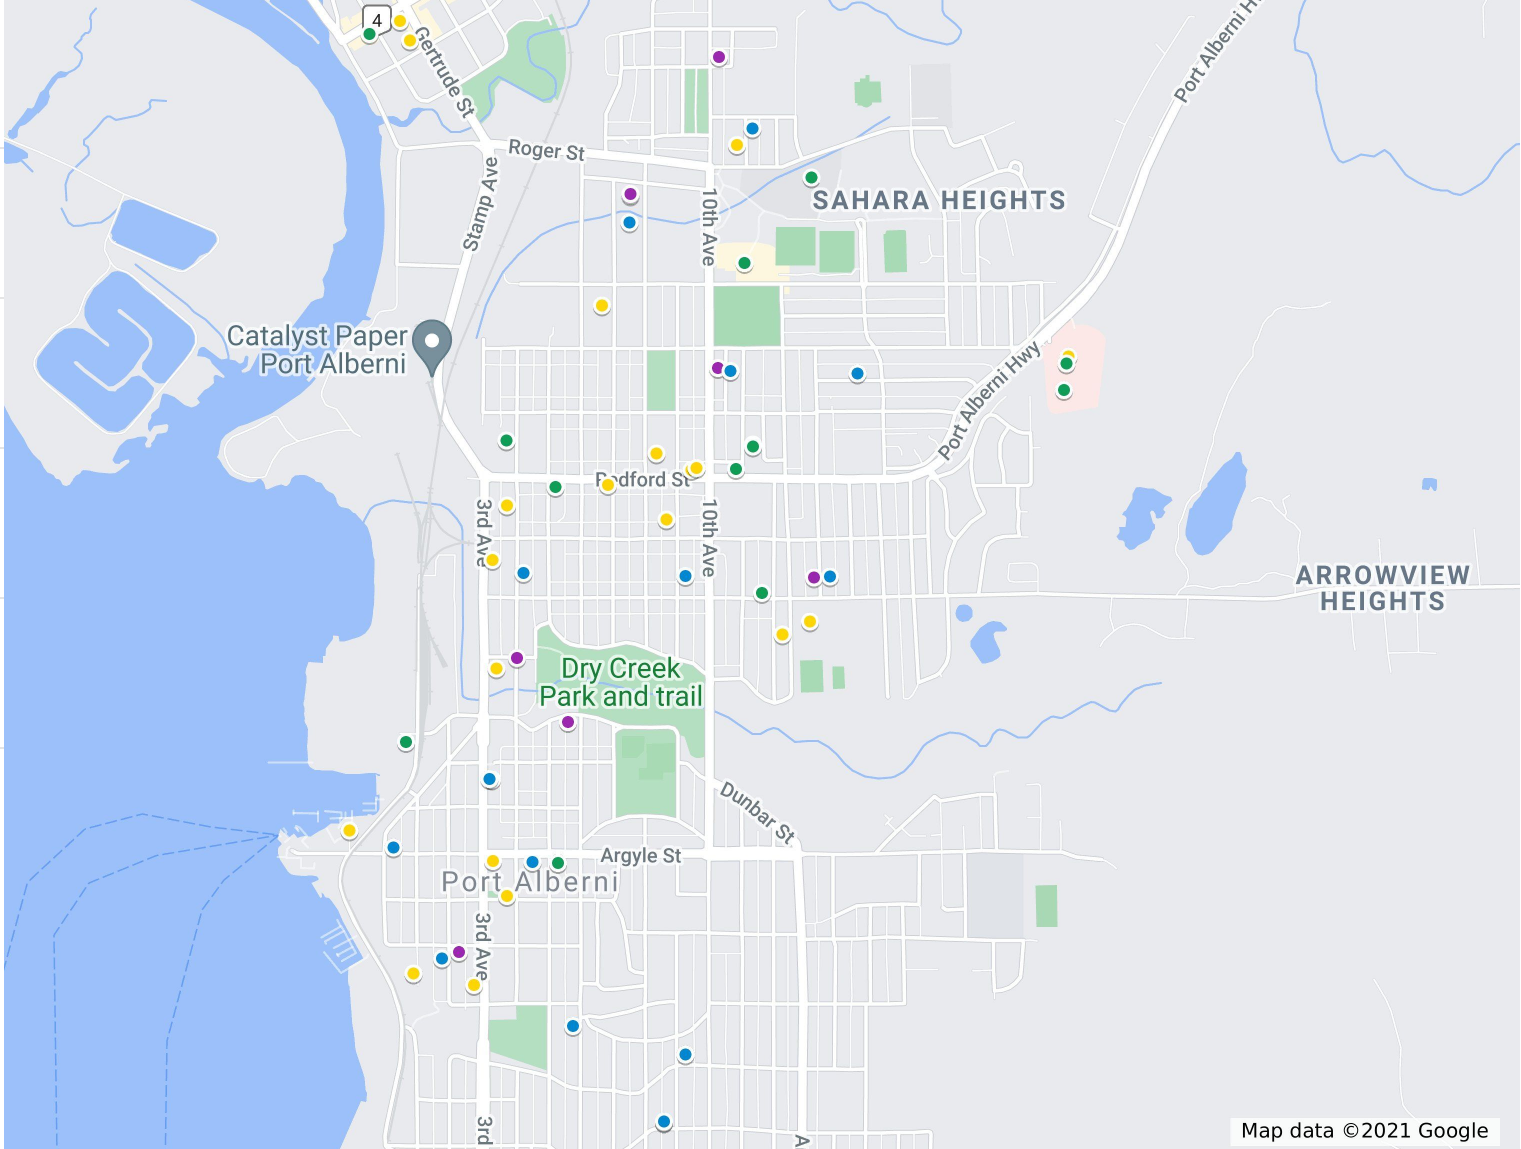 4
Gertrude St
Port Alberni H
Roger St
Stamp Ave
10th Ave
SAHARA HEIGHTS
Catalyst Paper
Port Alberni
Port Alberni Hwy
Redford St
3rd Ave
10th Ave
ARROWVIEW
HEIGHTS
Dry Creek
Park and trail
Dunbar St
Argyle St
Port Alberni
3rd Ave
3rd
A
Map data ©2021 Google